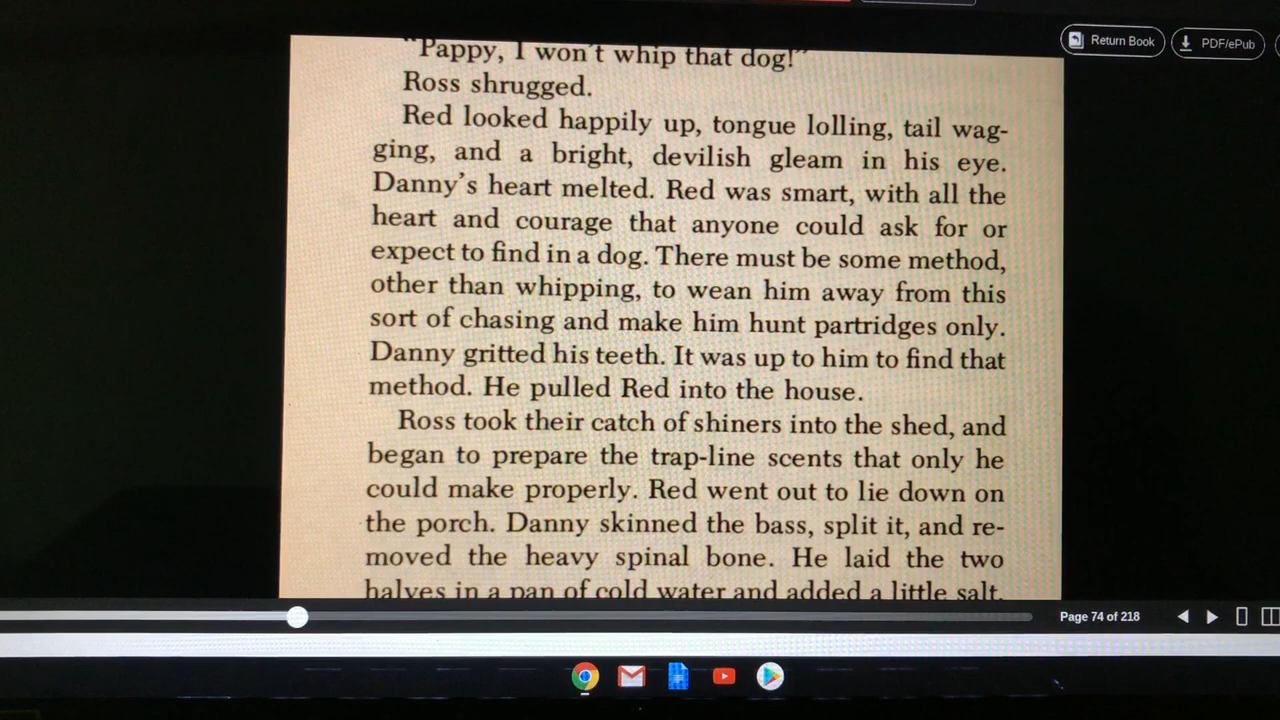 Return Book
PDF/ePub
"Pappy, I won't whip that dog!"
Ross shrugged.
Red looked happily up, tongue lolling, tail wag-
ging, and a bright, devilish gleam in his eye.
Danny's heart melted. Red was smart, with all the
heart and courage that anyone could ask for or
expect to find in a dog. There must be some method,
other than whipping, to wean him away from this
sort of chasing and make him hunt partridges only.
Danny gritted his teeth. It was up to him to find that
method. He pulled Red into the house.
Ross took their catch of shiners into the shed, and
began to prepare the trap-line scents that only he
could make properly. Red went out to lie down on
the porch. Danny skinned the bass, split it, and re-
moved the heavy spinal bone. He laid the two
halves in a pan of cold water and added a little salt.
Page 74 of 218